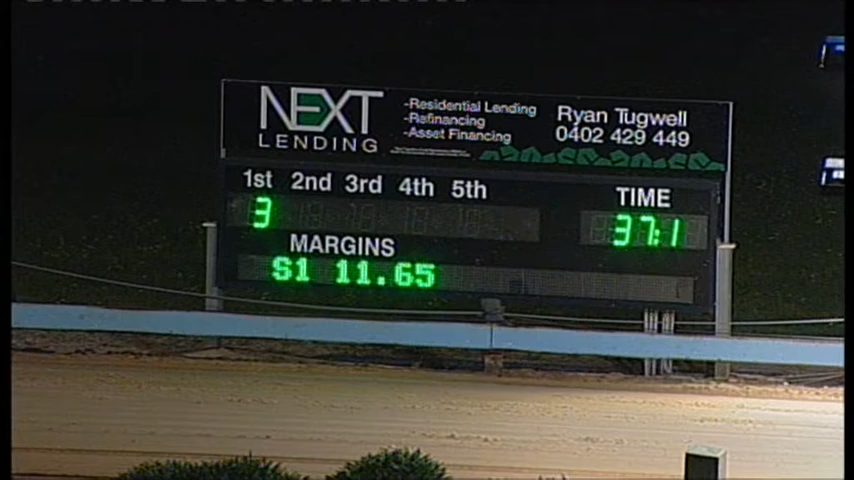 NEXT
LENDING
-Residential Lending
-Refinancing
-Asset Financing
Ryan Tugwell
0402 429 449
1st 2nd 3rd 4th 5th
TIME
3
37:1
MARGINS
S1 11.65